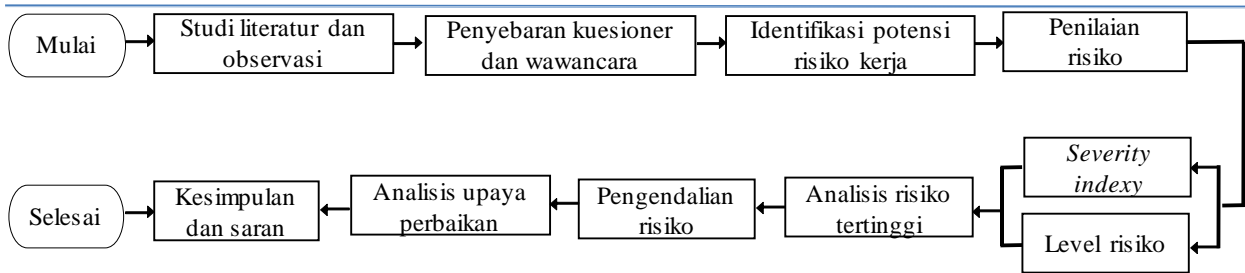 Mulai
Studi literatur dan
observasi
Penyebaran kuesioner
dan wawancara
Identifikasi potensi
risiko kerja
Penilaian
risiko
Severity
indexy
Level risiko
Analisis risiko
tertinggi
Pengendalian
risiko
Analisis upaya
perbaikan
Kesimpulan
dan saran
Selesai